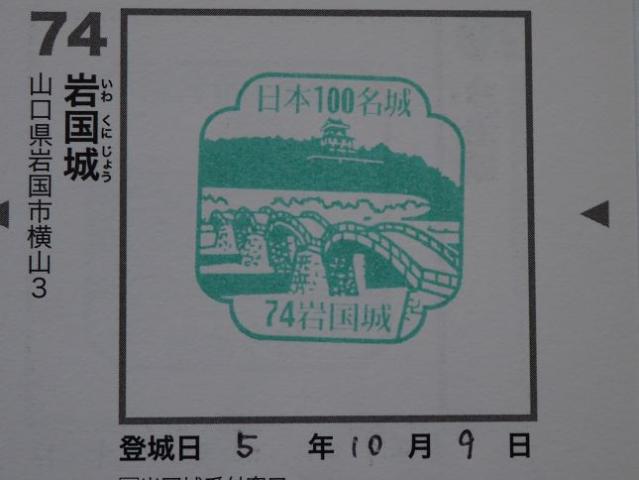 74
岩国城
いわくにじょう
山口県岩国市横山3
日本100名城
74岩国城
登城日 5 年 10 月 9 日